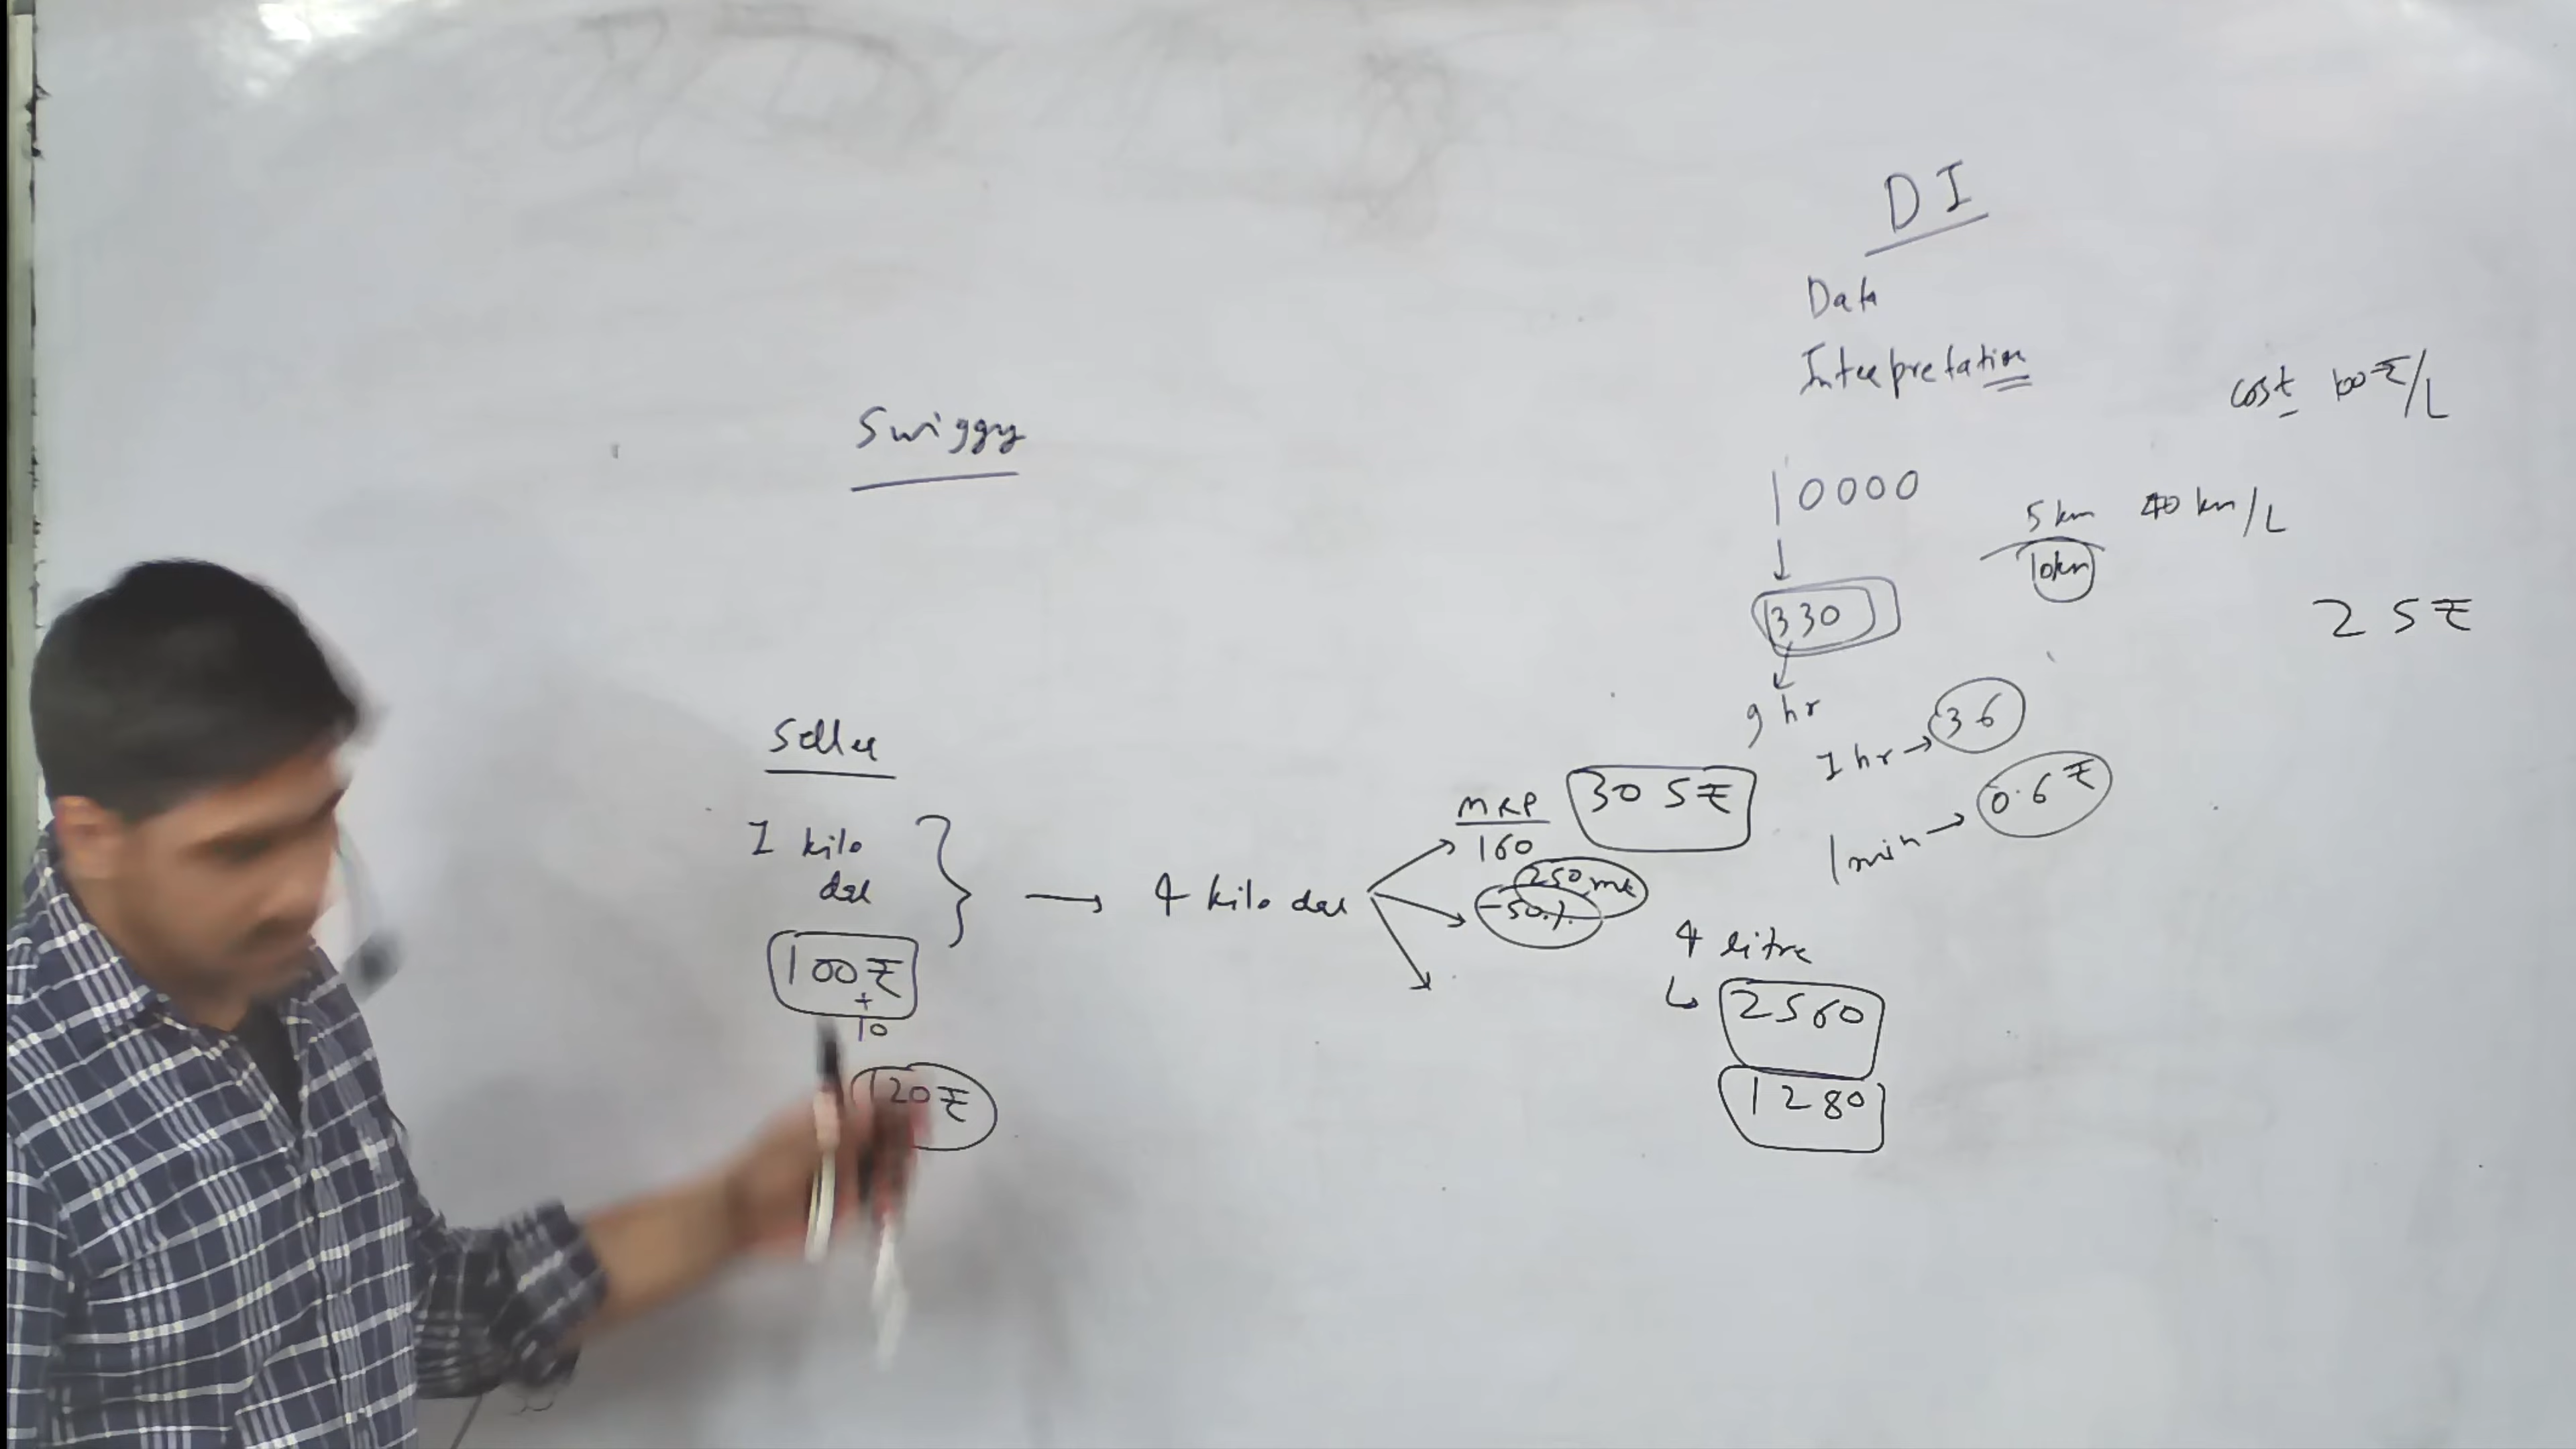 DI
Data
Interpretation
cost 100₹/L
Swiggy
10000
5 km 40 km/L
10km
330
25₹
9 hr
1 hr → 36
1 min → 0.6₹
Seller
1 kilo
dal
100₹
+
10
120₹
→ 4 kilo dal
MRP
160
305₹
250 ml
-50%
4 litre
2560
1280